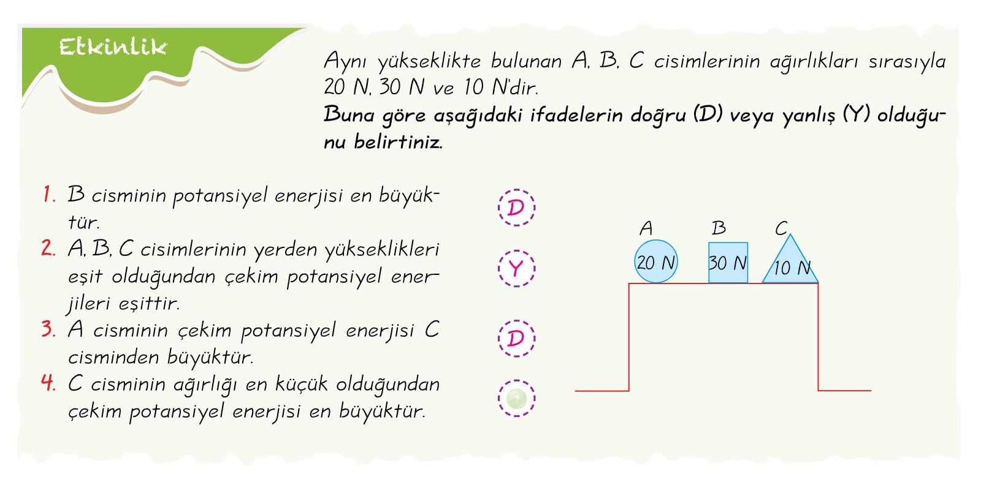 Etkinlik
Aynı yükseklikte bulunan A, B, C cisimlerinin ağırlıkları sırasıyla
20 N, 30 N ve 10 N'dir.
Buna göre aşağıdaki ifadelerin doğru (D) veya yanlış (Y) olduğu-
nu belirtiniz.
1. B cisminin potansiyel enerjisi en büyük-
tür.
D
2. A, B, C cisimlerinin yerden yükseklikleri
eşit olduğundan çekim potansiyel ener-
jileri eşittir.
Y
3. A cisminin çekim potansiyel enerjisi C
cisminden büyüktür.
D
4. C cisminin ağırlığı en küçük olduğundan
çekim potansiyel enerjisi en büyüktür.
?
A B C
20 N 30 N 10 N